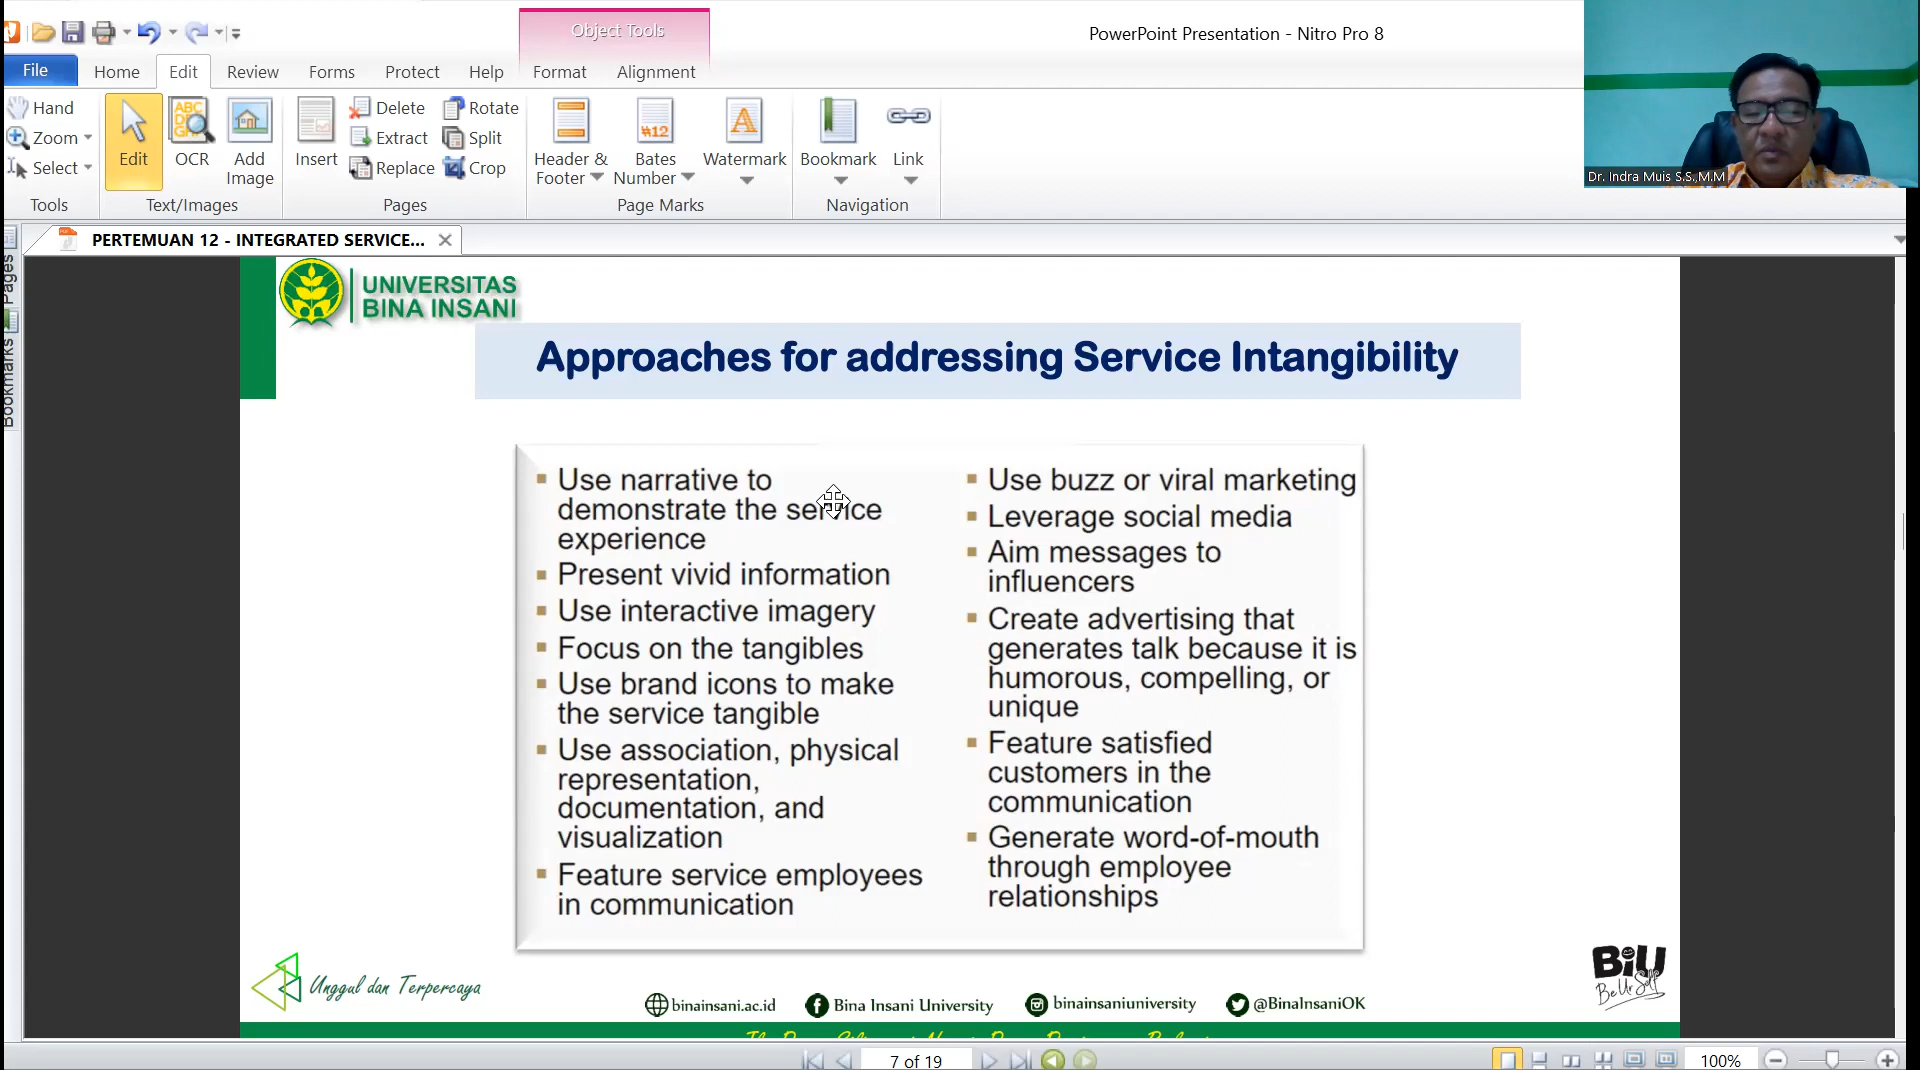 Object Tools
PowerPoint Presentation - Nitro Pro 8
File Home Edit Review Forms Protect Help Format Alignment
Hand
Zoom
Select
Edit
OCR
Add
Image
Insert
Delete
Extract
Replace
Rotate
Split
Crop
Header &
Footer
Bates
Number
Watermark
Bookmark
Link
Tools
Text/Images
Pages
Page Marks
Navigation
Dr. Indra Muis S.S.,M.M
PERTEMUAN 12 - INTEGRATED SERVICE...
Pages
Bookmarks
UNIVERSITAS
BINA INSANI
Approaches for addressing Service Intangibility
Use narrative to
demonstrate the service
experience
Present vivid information
Use interactive imagery
Focus on the tangibles
Use brand icons to make
the service tangible
Use association, physical
representation,
documentation, and
visualization
Feature service employees
in communication
Use buzz or viral marketing
Leverage social media
Aim messages to
influencers
Create advertising that
generates talk because it is
humorous, compelling, or
unique
Feature satisfied
customers in the
communication
Generate word-of-mouth
through employee
relationships
Unggul dan Terpercaya
binainsani.ac.id
Bina Insani University
binainsaniuniversity
@BinaInsaniOK
BiU
Be Ur Self
7 of 19
100%